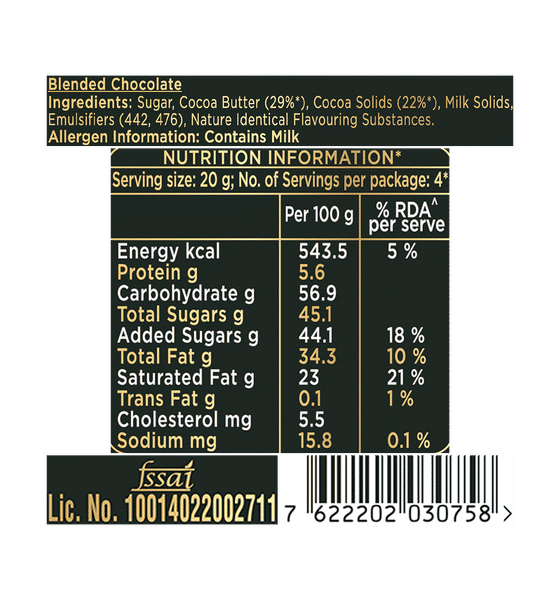 Blended Chocolate
Ingredients: Sugar, Cocoa Butter (29%*), Cocoa Solids (22%*), Milk Solids,
Emulsifiers (442, 476), Nature Identical Flavouring Substances.
Allergen Information: Contains Milk
NUTRITION INFORMATION*
Serving size: 20 g; No. of Servings per package: 4*
Per 100 g % RDA^ per serve
Energy kcal 543.5 5 %
Protein g 5.6
Carbohydrate g 56.9
Total Sugars g 45.1
Added Sugars g 44.1 18 %
Total Fat g 34.3 10 %
Saturated Fat g 23 21 %
Trans Fat g 0.1 1 %
Cholesterol mg 5.5
Sodium mg 15.8 0.1 %
fssai
Lic. No. 10014022002711
7 622202 030758 >